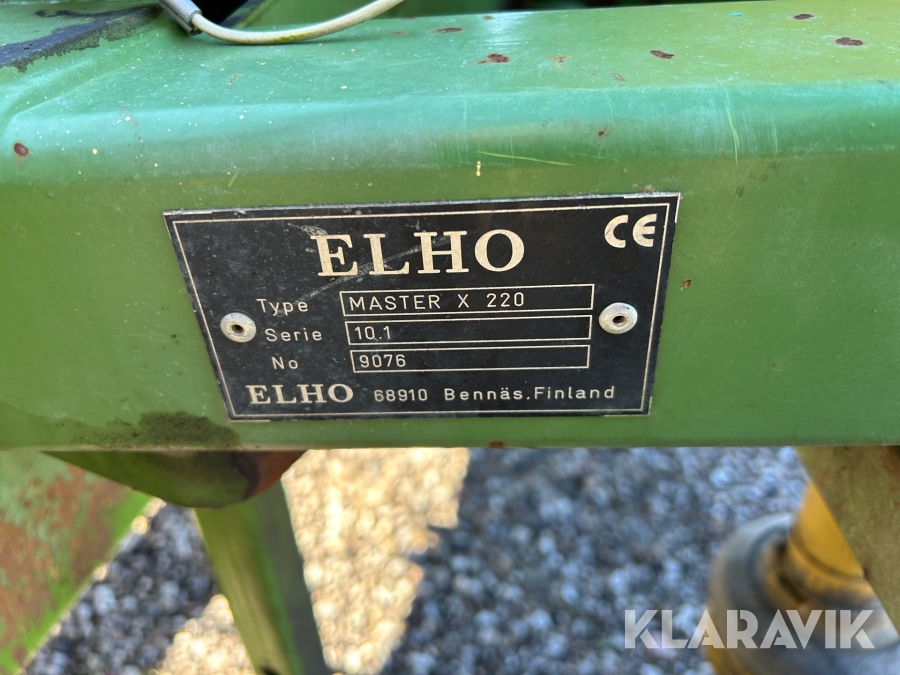 ELHO CE
Type MASTER X 220
Serie 10.1
No 9076
ELHO 68910 Bennäs.Finland
KLARAVIK